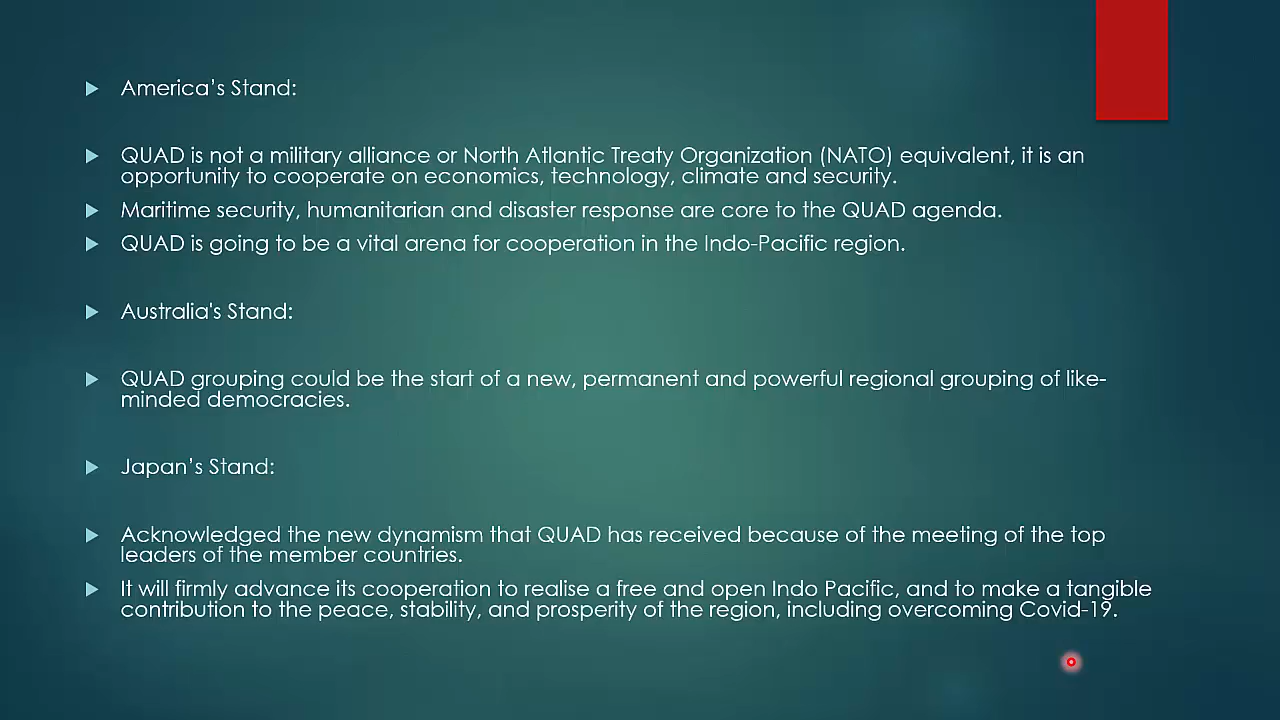 America's Stand:
QUAD is not a military alliance or North Atlantic Treaty Organization (NATO) equivalent, it is an
opportunity to cooperate on economics, technology, climate and security.
Maritime security, humanitarian and disaster response are core to the QUAD agenda.
QUAD is going to be a vital arena for cooperation in the Indo-Pacific region.
Australia's Stand:
QUAD grouping could be the start of a new, permanent and powerful regional grouping of like-
minded democracies.
Japan's Stand:
Acknowledged the new dynamism that QUAD has received because of the meeting of the top
leaders of the member countries.
It will firmly advance its cooperation to realise a free and open Indo Pacific, and to make a tangible
contribution to the peace, stability, and prosperity of the region, including overcoming Covid-19.